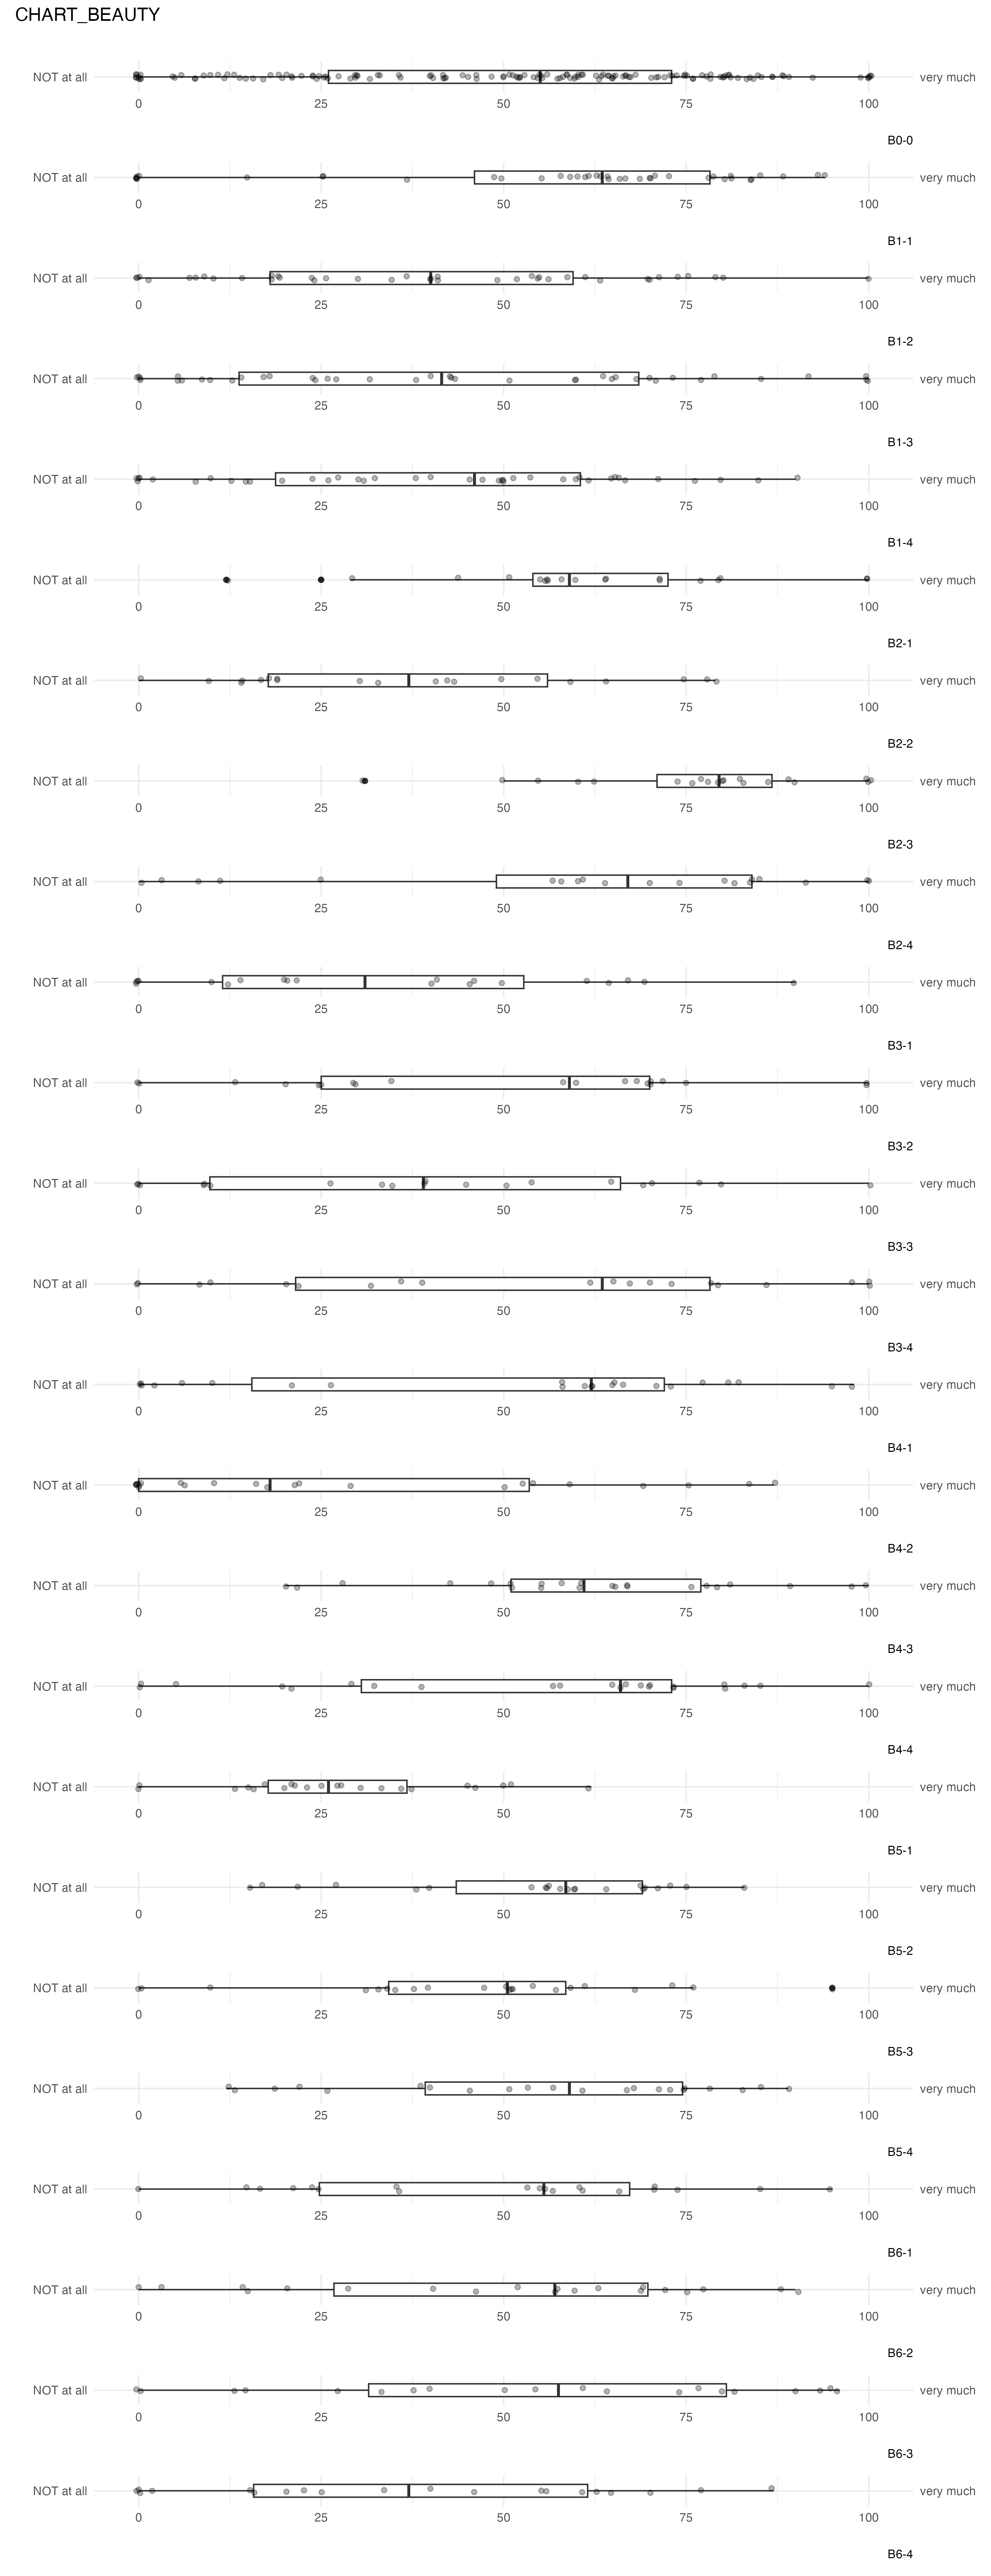 CHART_BEAUTY
NOT at all very much
0 25 50 75 100
B0-0
NOT at all very much
0 25 50 75 100
B1-1
NOT at all very much
0 25 50 75 100
B1-2
NOT at all very much
0 25 50 75 100
B1-3
NOT at all very much
0 25 50 75 100
B1-4
NOT at all very much
0 25 50 75 100
B2-1
NOT at all very much
0 25 50 75 100
B2-2
NOT at all very much
0 25 50 75 100
B2-3
NOT at all very much
0 25 50 75 100
B2-4
NOT at all very much
0 25 50 75 100
B3-1
NOT at all very much
0 25 50 75 100
B3-2
NOT at all very much
0 25 50 75 100
B3-3
NOT at all very much
0 25 50 75 100
B3-4
NOT at all very much
0 25 50 75 100
B4-1
NOT at all very much
0 25 50 75 100
B4-2
NOT at all very much
0 25 50 75 100
B4-3
NOT at all very much
0 25 50 75 100
B4-4
NOT at all very much
0 25 50 75 100
B5-1
NOT at all very much
0 25 50 75 100
B5-2
NOT at all very much
0 25 50 75 100
B5-3
NOT at all very much
0 25 50 75 100
B5-4
NOT at all very much
0 25 50 75 100
B6-1
NOT at all very much
0 25 50 75 100
B6-2
NOT at all very much
0 25 50 75 100
B6-3
NOT at all very much
0 25 50 75 100
B6-4